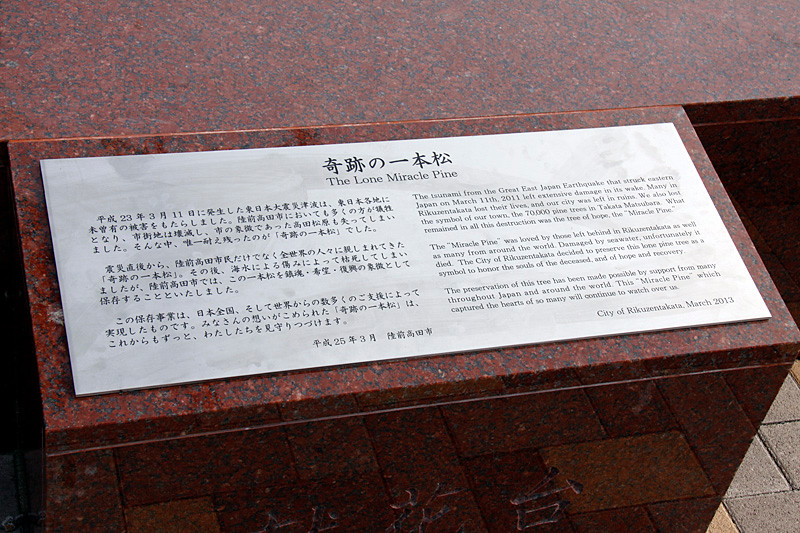 奇跡の一本松
The Lone Miracle Pine
平成23年3月11日に発生した東日本大震災津波は、東日本各地に
未曾有の被害をもたらしました。陸前高田市においても多くの方が犠牲
となり、市街地は壊滅し、市の象徴であった高田松原も失ってしまい
ました。そんな中、唯一耐え残ったのが「奇跡の一本松」でした。
震災直後から、陸前高田市民だけでなく全世界の人々に親しまれてきた
「奇跡の一本松」。その後、海水による傷みによって枯死してしまい
ましたが、陸前高田市では、この一本松を鎮魂・希望・復興の象徴として
保存することといたしました。
この保存事業は、日本全国、そして世界からの数多くのご支援によって
実現したものです。みなさんの想いがこめられた「奇跡の一本松」は、
これからもずっと、わたしたちを見守りつづけます。
平成25年3月 陸前高田市
The tsunami from the Great East Japan Earthquake that struck eastern
Japan on March 11th, 2011 left extensive damage in its wake. Many in
Rikuzentakata lost their lives, and our city was left in ruins. We also lost
the symbol of our town, the 70,000 pine trees in Takata Matsubara. What
remained in all this destruction was the tree of hope, the "Miracle Pine."
The "Miracle Pine" was loved by those left behind in Rikuzentakata as well
as many from around the world. Damaged by seawater, unfortunately it
died. The City of Rikuzentakata decided to preserve this lone pine tree as a
symbol to honor the souls of the deceased, and of hope and recovery.
The preservation of this tree has been made possible by support from many
throughout Japan and around the world. This "Miracle Pine" which
captured the hearts of so many will continue to watch over us.
City of Rikuzentakata, March 2013